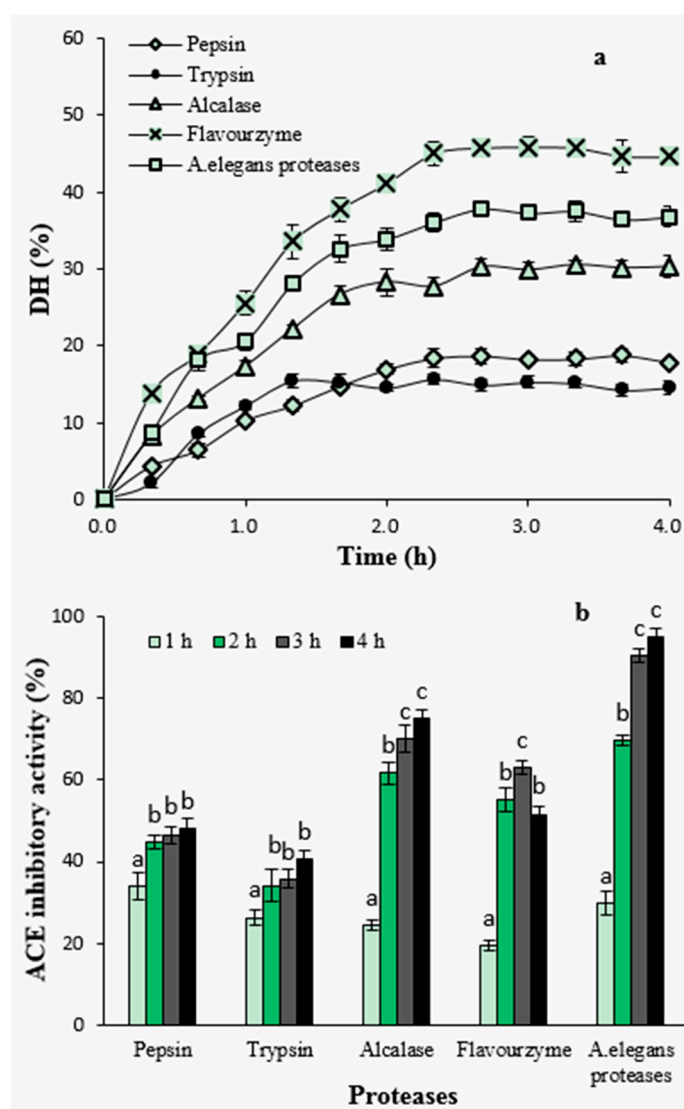 60
50
40
30
20
10
0
DH (%)
Pepsin
Trypsin
Alcalase
Flavourzyme
A.elegans proteases
a
0.0 1.0 2.0 3.0 4.0
Time (h)
100
80
60
40
20
0
ACE inhibitory activity (%)
1 h 2 h 3 h 4 h
b
a b b b
a b b b
a b c c
a b c b
a b c c
Pepsin Trypsin Alcalase Flavourzyme A.elegans
proteases
Proteases